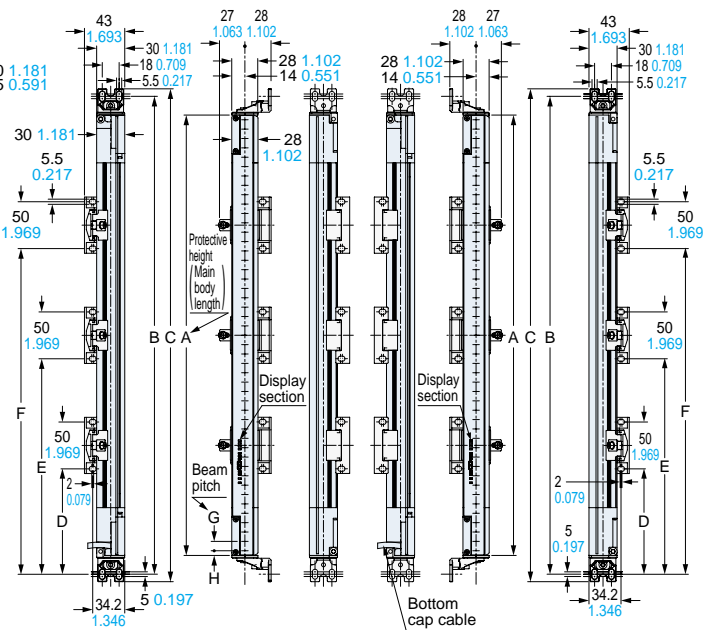 43
1.693
30 1.181
18 0.709
5.5 0.217
1.181
0.591
30 1.181
5.5
0.217
50
1.969
50
1.969
50
1.969
2
0.079
F
E
D
B
C
5 0.197
34.2
1.346
27 28
1.063 1.102
28 1.102
14 0.551
28
1.102
Protective
height
(Main
body
length)
A
Display
section
Beam
pitch
G
H
28 27
1.102 1.063
28 1.102
14 0.551
Display
section
Bottom
cap cable
A
C
B
43
1.693
30 1.181
18 0.709
5.5 0.217
5.5
0.217
50
1.969
50
1.969
50
1.969
2
0.079
F
E
D
5
0.197
34.2
1.346